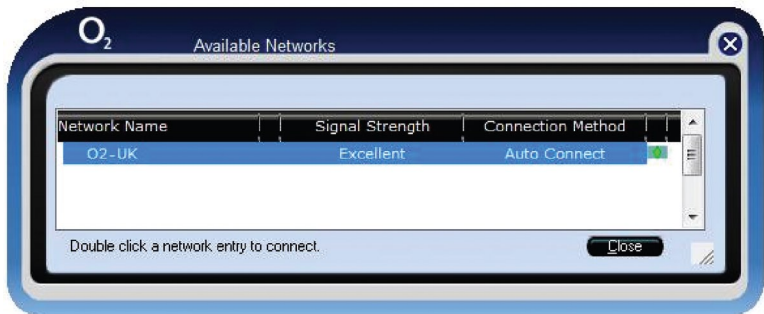 O2
Available Networks
Network Name Signal Strength Connection Method
O2-UK Excellent Auto Connect
Double click a network entry to connect.
Close